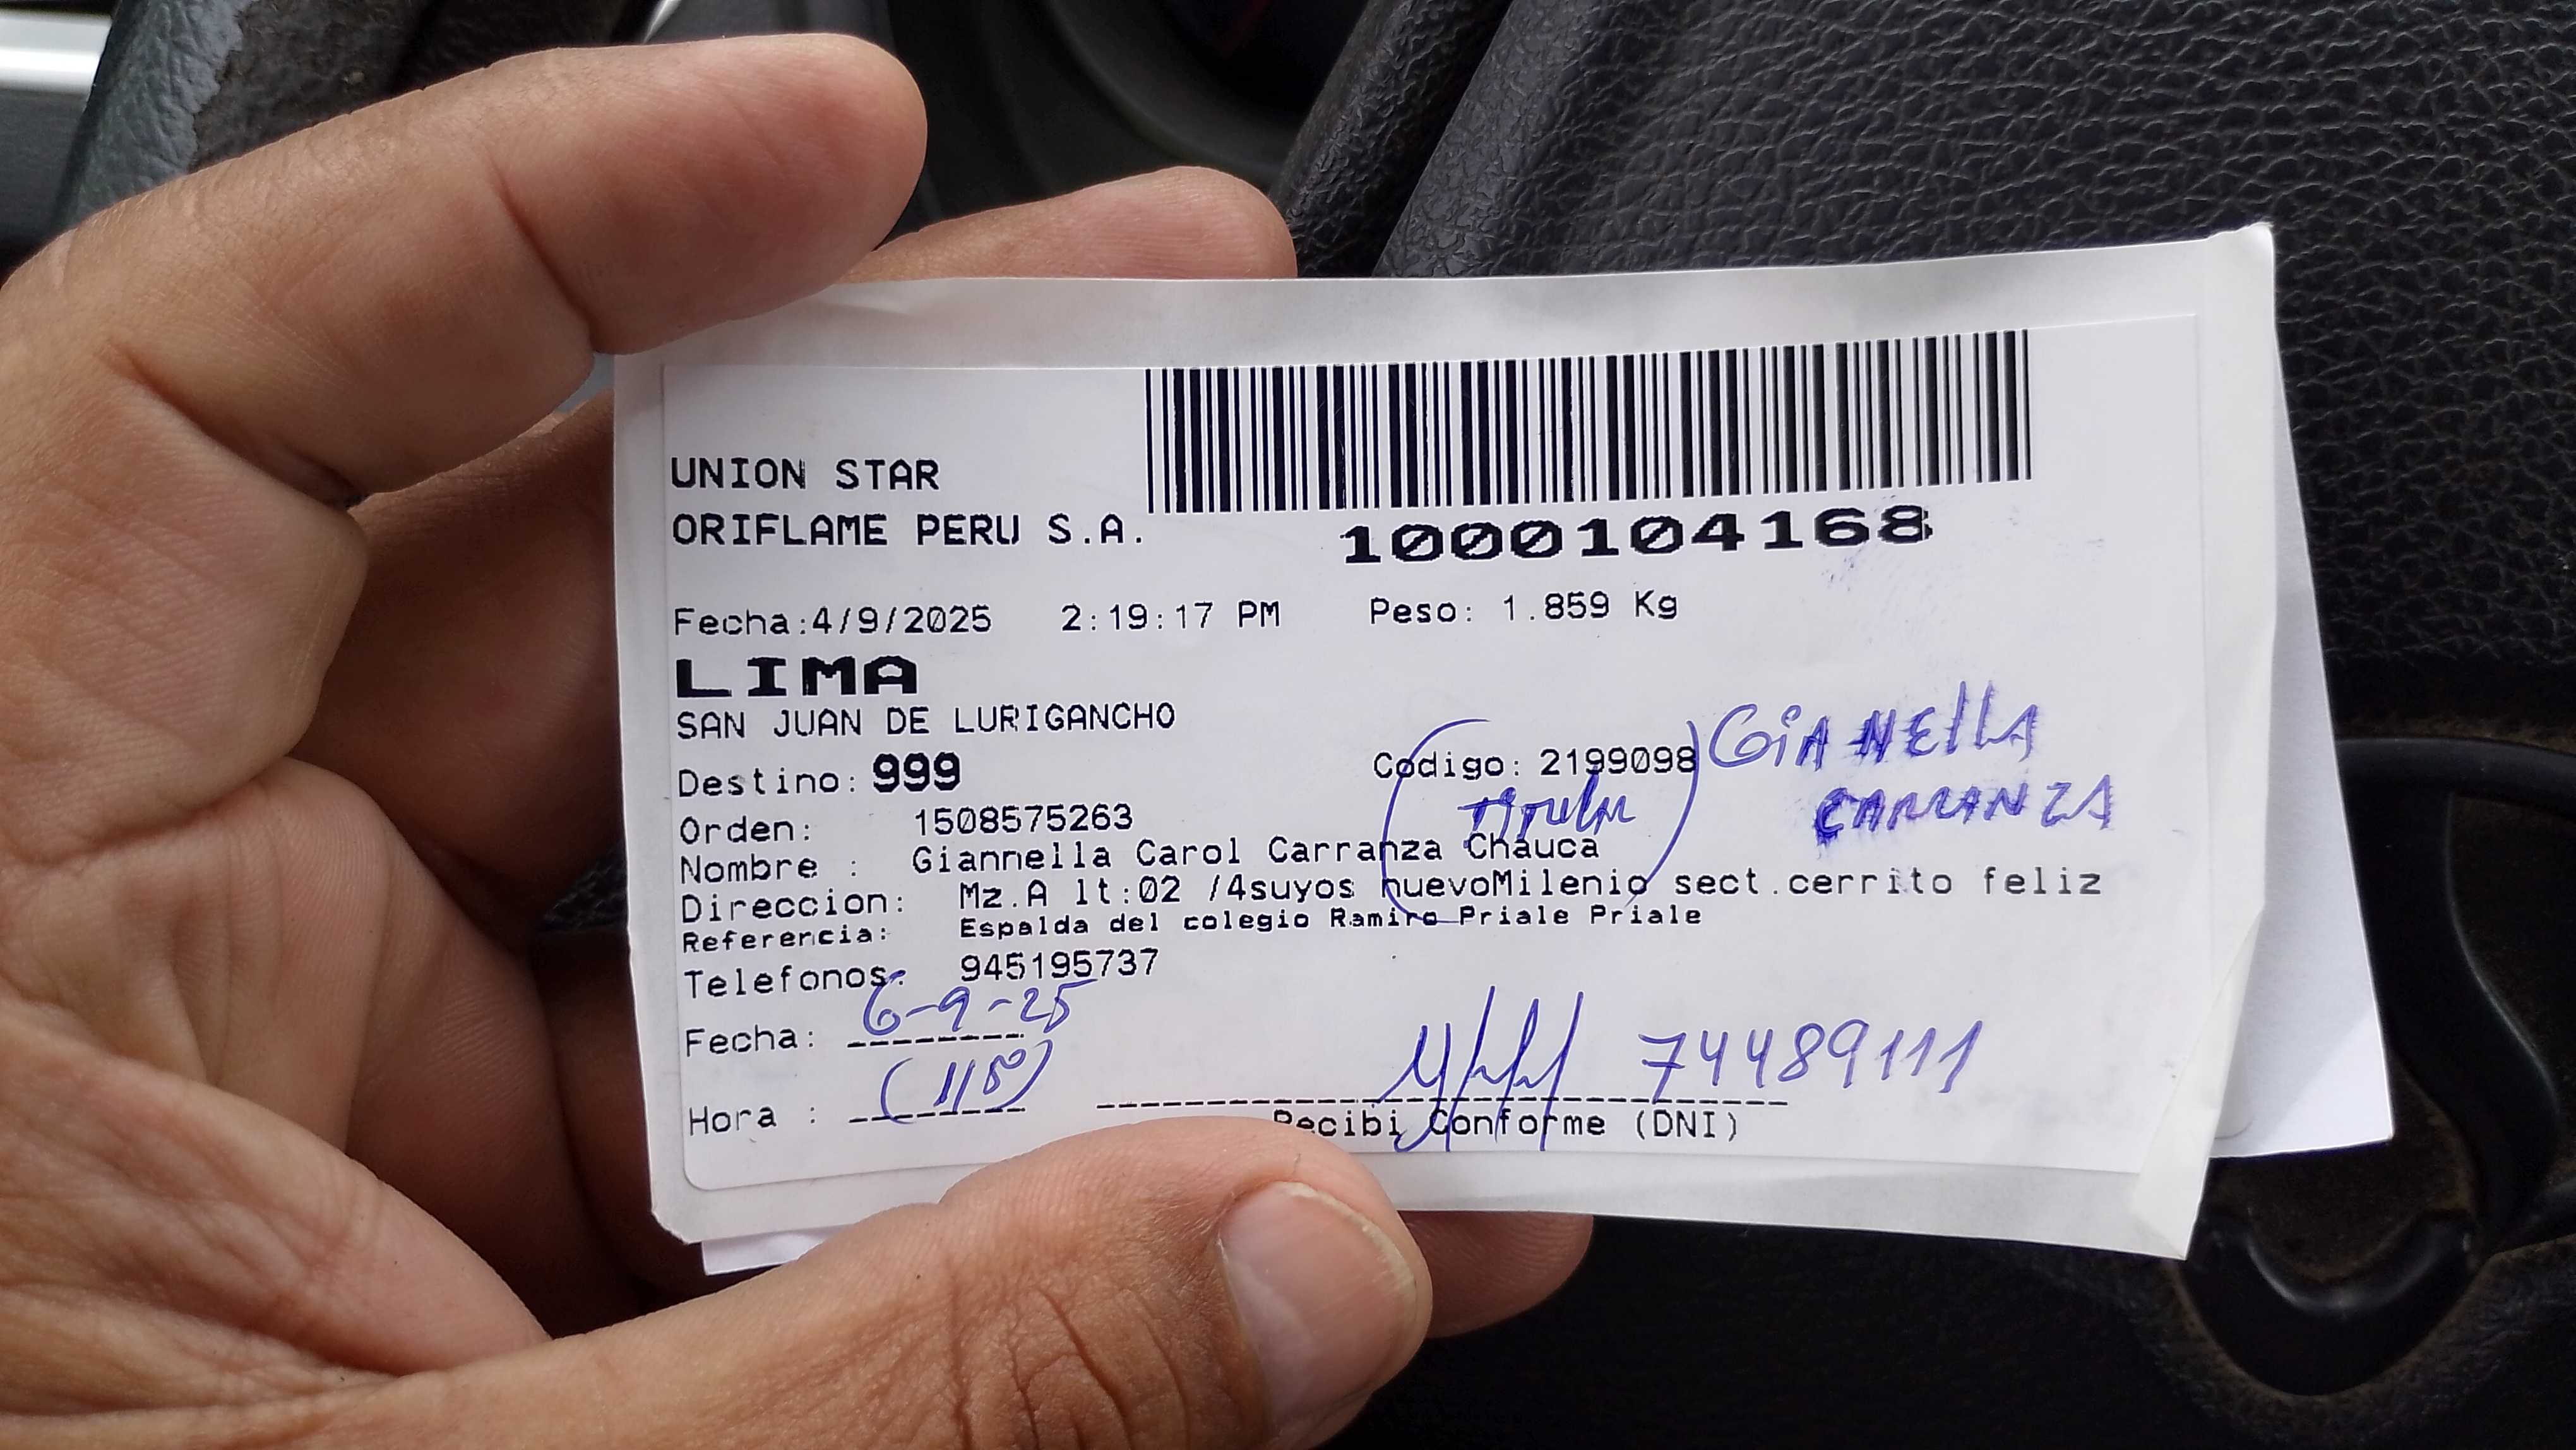 UNION STAR
ORIFLAME PERU S.A.
1000104168
Fecha:4/9/2025 2:19:17 PM Peso: 1.859 Kg
LIMA
SAN JUAN DE LURIGANCHO
Destino: 999 Codigo: 2199098 GiANEllA
Titular CARRANZA
Orden: 1508575263
Nombre : Giannella Carol Carranza Chauca
Direccion: Mz.A lt:02 /4suyos nuevoMilenio sect.cerrito feliz
Referencia: Espalda del colegio Ramiro Priale Priale
Telefonos: 945195737
Fecha: 6-9-25
74489111
Hora : (1150)
Recibi Conforme (DNI)